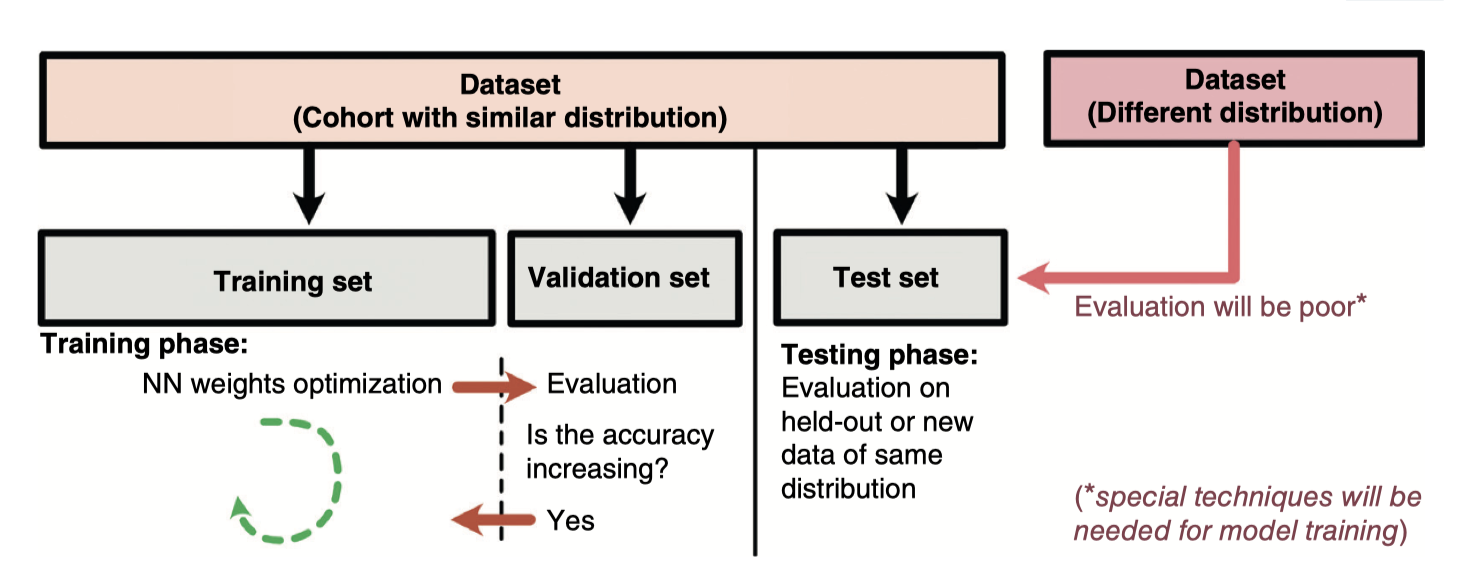 Dataset
(Cohort with similar distribution)
Dataset
(Different distribution)
Training set
Validation set
Test set
Evaluation will be poor*
Training phase:
NN weights optimization
Evaluation
Is the accuracy
increasing?
Yes
Testing phase:
Evaluation on
held-out or new
data of same
distribution
(*special techniques will be
needed for model training)